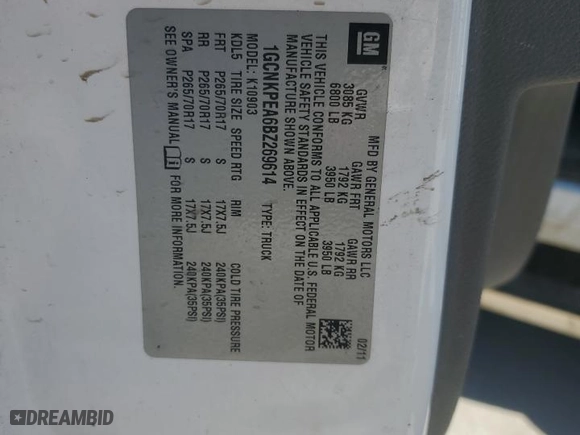 GM
MFD BY GENERAL MOTORS LLC
02/11
GVWR GAWR FRT GAWR RR
3085 KG 1792 KG 1792 KG
6800 LB 3950 LB 3950 LB
THIS VEHICLE CONFORMS TO ALL APPLICABLE U.S. FEDERAL MOTOR
VEHICLE SAFETY STANDARDS IN EFFECT ON THE DATE OF
MANUFACTURE SHOWN ABOVE.
1GCNKPEA6BZ269614 TYPE: TRUCK
MODEL: K10903
KDL5 TIRE SIZE SPEED RTG RIM COLD TIRE PRESSURE
FRT P265/70R17 S 17X7.5J 240KPA(35PSI)
RR P265/70R17 S 17X7.5J 240KPA(35PSI)
SPA P265/70R17 S 17X7.5J 240KPA(35PSI)
SEE OWNER'S MANUAL FOR MORE INFORMATION.
DREAMBID